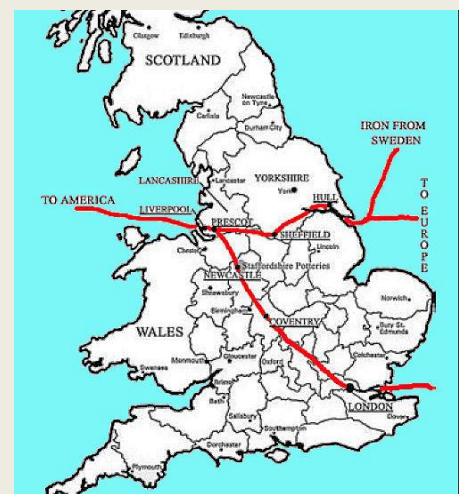 Glasgow
Edinburgh
SCOTLAND
Newcastle
on Tyne
Carlisle
Durham City
IRON FROM
SWEDEN
LANCASHIRE
Lancaster
YORKSHIRE
York
TO AMERICA
LIVERPOOL
PRESCOT
HULL
SHEFFIELD
TO EUROPE
Chester
Lincoln
Staffordshire Potteries
NEWCASTLE
Shrewsbury
Norwich
Birmingham
COVENTRY
Bury St.
Edmunds
WALES
Monmouth
Gloucester
Oxford
Colchester
Swansea
Bristol
Bath
LONDON
Dover
Salisbury
Southampton
Dorchester
Plymouth